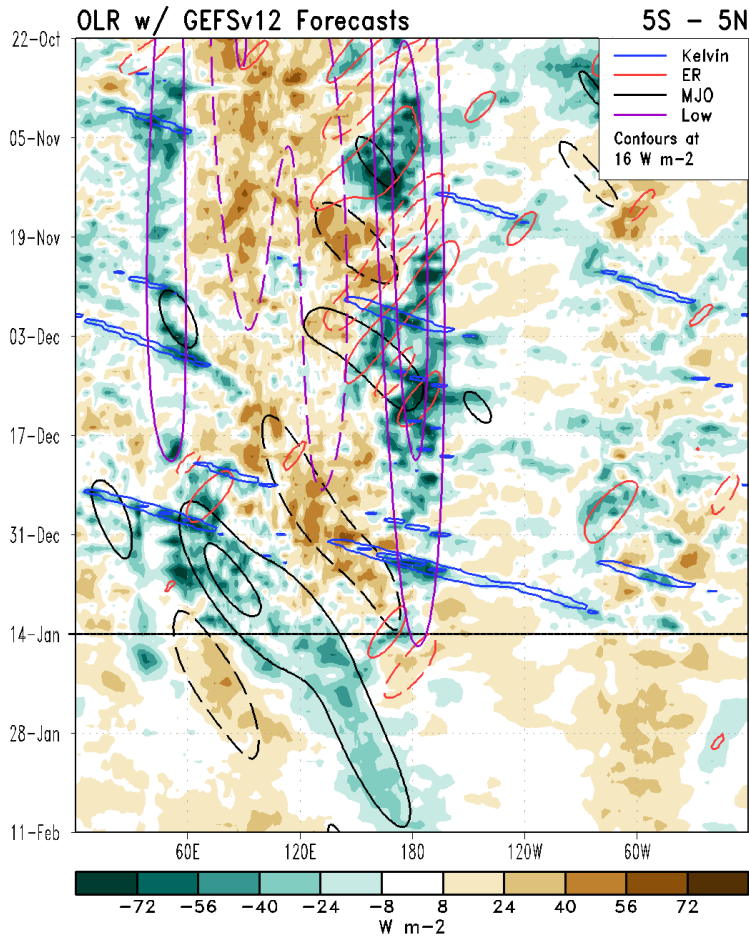 OLR w/ GEFSv12 Forecasts 5S - 5N
22-Oct
05-Nov
19-Nov
03-Dec
17-Dec
31-Dec
14-Jan
28-Jan
11-Feb
Kelvin
ER
MJO
Low
Contours at
16 W m-2
60E 120E 180 120W 60W
-72 -56 -40 -24 -8 8 24 40 56 72
W m-2